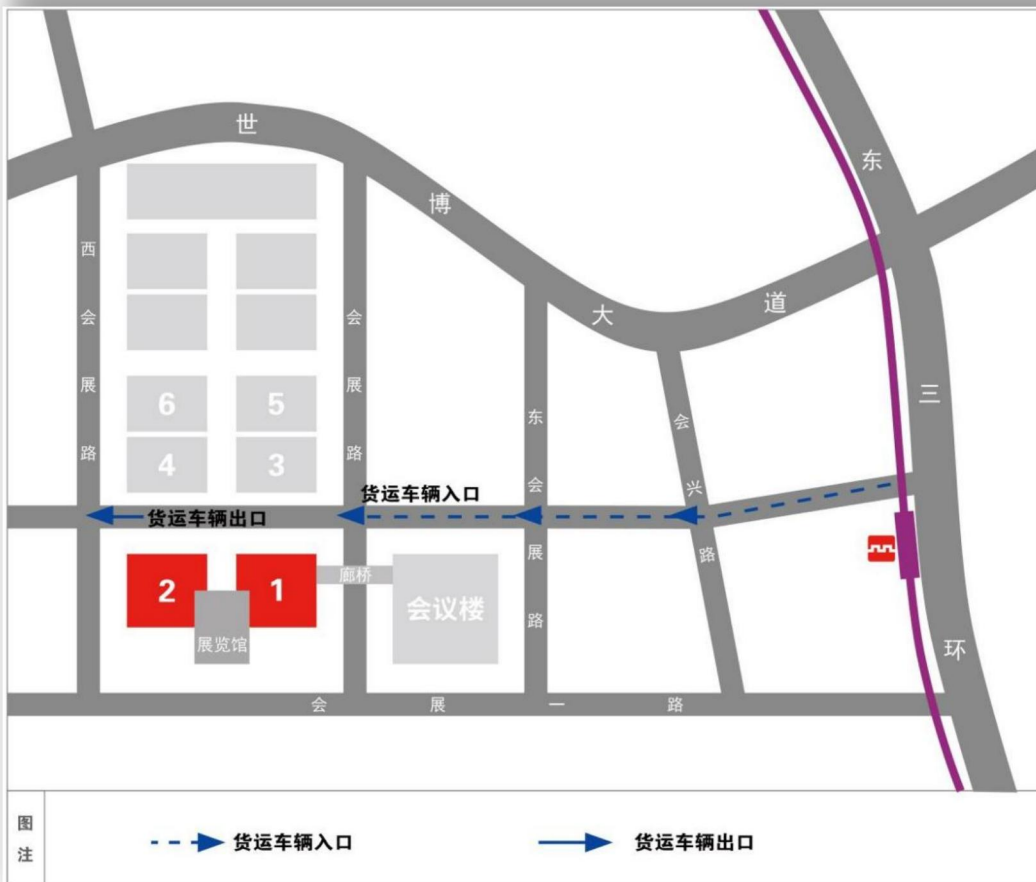 世博大道
东三环
西会展路
会展路
东会展路
会兴路
6
5
4
3
货运车辆入口
货运车辆出口
2
1
廊桥
会议楼
展览馆
会展一路
图注
货运车辆入口
货运车辆出口